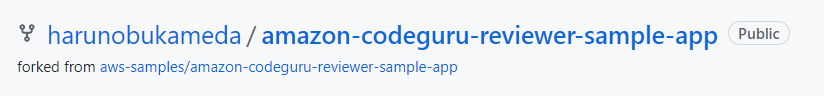 harunobukameda / amazon-codeguru-reviewer-sample-app Public
forked from aws-samples/amazon-codeguru-reviewer-sample-app